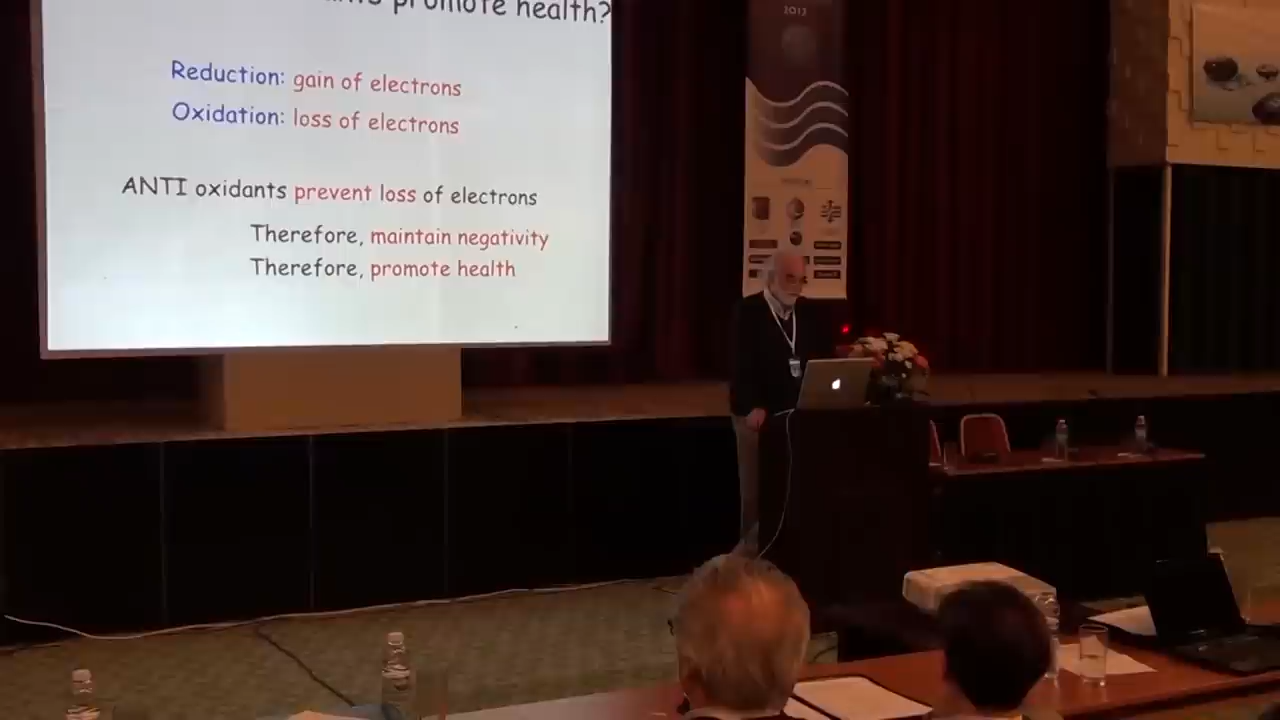 promote health?
Reduction: gain of electrons
Oxidation: loss of electrons
ANTI oxidants prevent loss of electrons
Therefore, maintain negativity
Therefore, promote health
2013